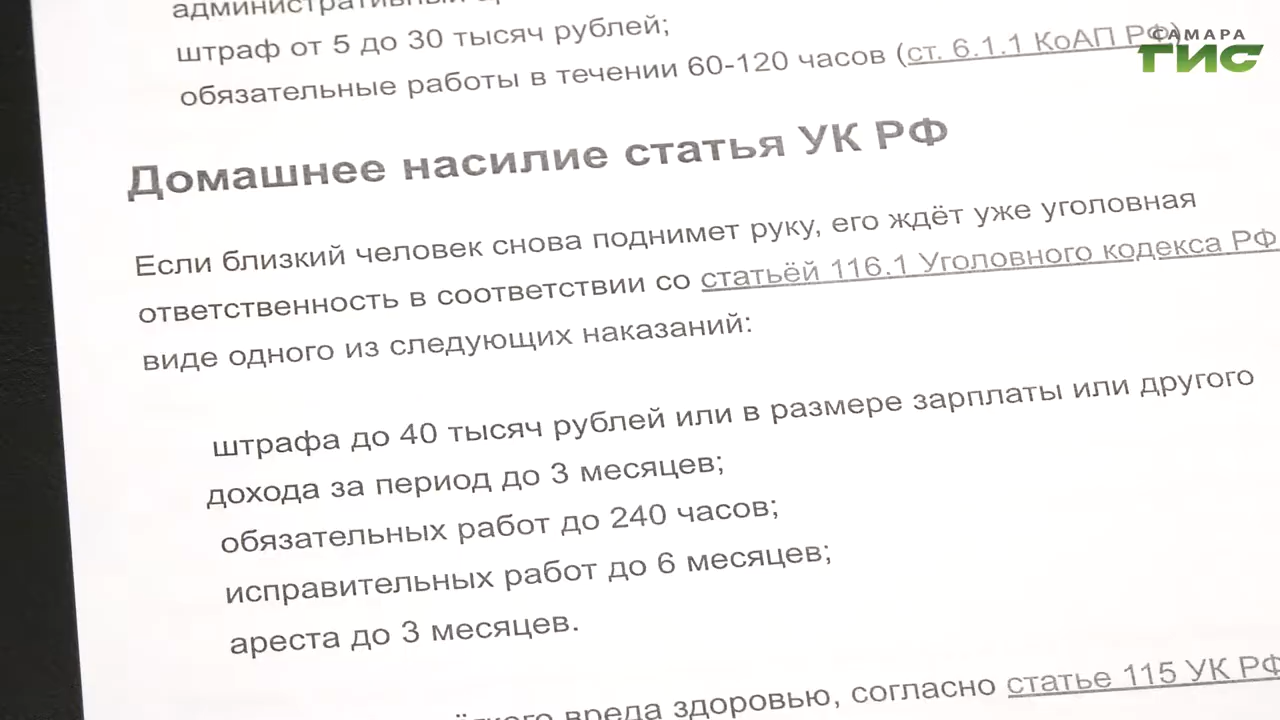 административный
штраф от 5 до 30 тысяч рублей;
обязательные работы в течении 60-120 часов (ст. 6.1.1 КоАП РФ)
САМАРА
ГИС
Домашнее насилие статья УК РФ
Если близкий человек снова поднимет руку, его ждёт уже уголовная
ответственность в соответствии со статьёй 116.1 Уголовного кодекса РФ
виде одного из следующих наказаний:
штрафа до 40 тысяч рублей или в размере зарплаты или другого
дохода за период до 3 месяцев;
обязательных работ до 240 часов;
исправительных работ до 6 месяцев;
ареста до 3 месяцев.
вреда здоровью, согласно статье 115 УК РФ